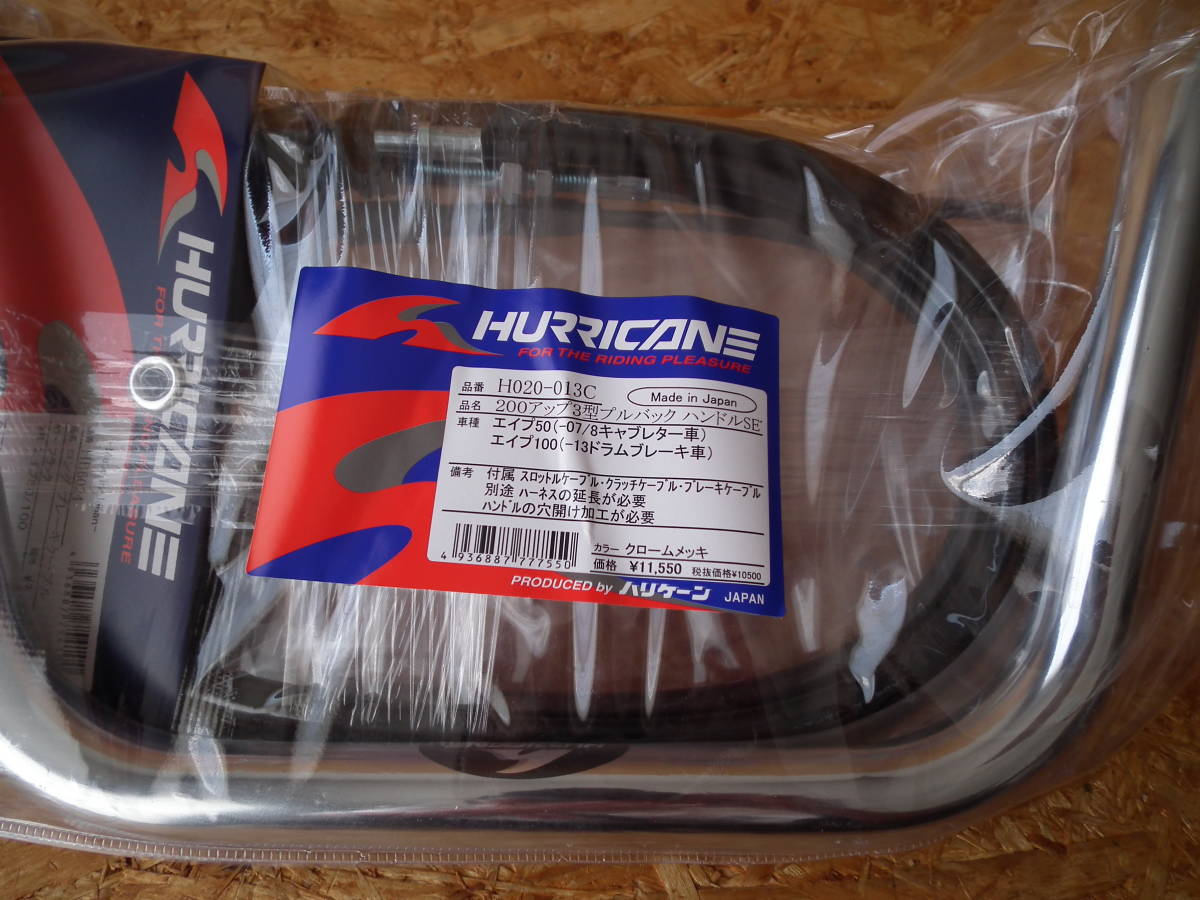 HURRICANE
FOR THE RIDING PLEASURE
品番 H020-013C
Made in Japan
品名 200アップ3型プルバック ハンドルSE
車種 エイプ50(-07/8キャブレター車)
エイプ100(-13ドラムブレーキ車)
備考 付属 スロットルケーブル・クラッチケーブル・ブレーキケーブル
別途 ハーネスの延長が必要
ハンドルの穴開け加工が必要
4 936887 777550
カラー クロームメッキ
価格 ¥11,550 税抜価格¥10500
PRODUCED by ハリケーン JAPAN
HURRICANE